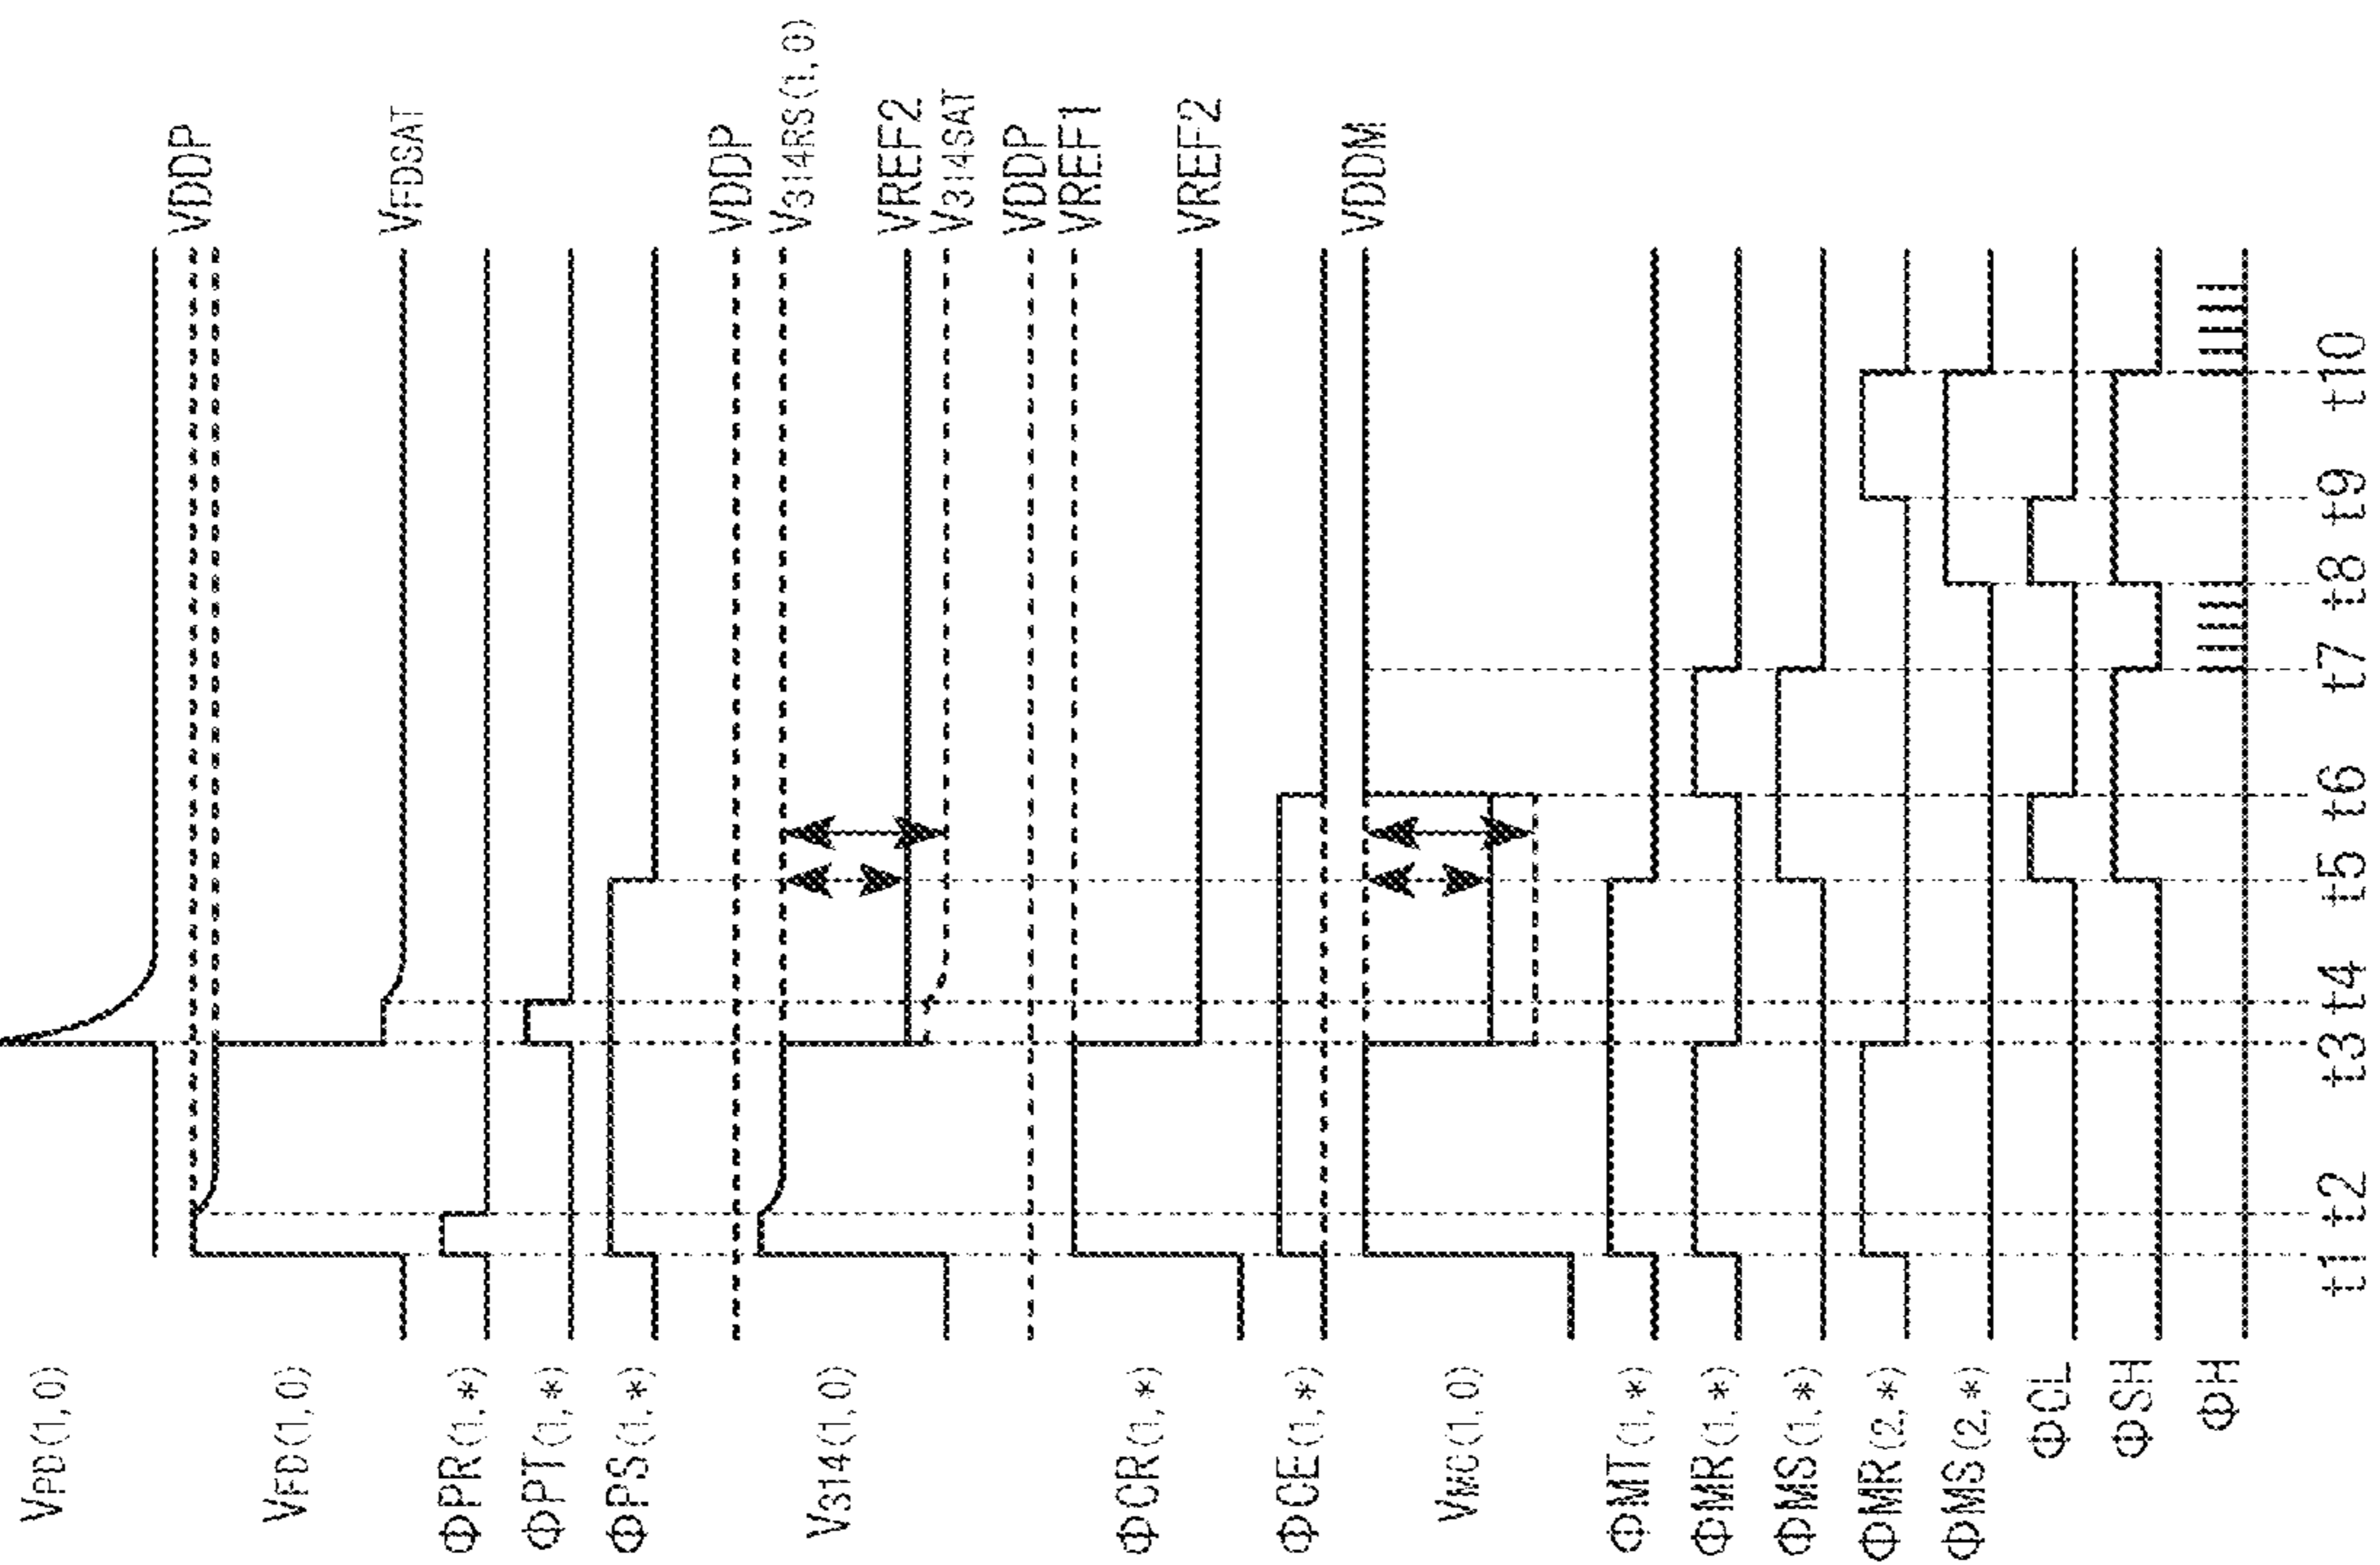 VPD(1,0)
VFD(1,0)
ΦPR(1,*)
ΦPT(1,*)
ΦPS(1,*)
V314(1,0)
ΦCR(1,*)
ΦCE(1,*)
VMC(1,0)
ΦMT(1,*)
ΦMR(1,*)
ΦMS(1,*)
ΦMR(2,*)
ΦMS(2,*)
ΦCL
ΦSH
ΦH
VDDP
VFDSAT
VDDP
V314RS(1,0)
VREF2
V314SAT
VDDP
VREF1
VREF2
VDDM
t1 t2 t3 t4 t5 t6 t7 t8 t9 t10